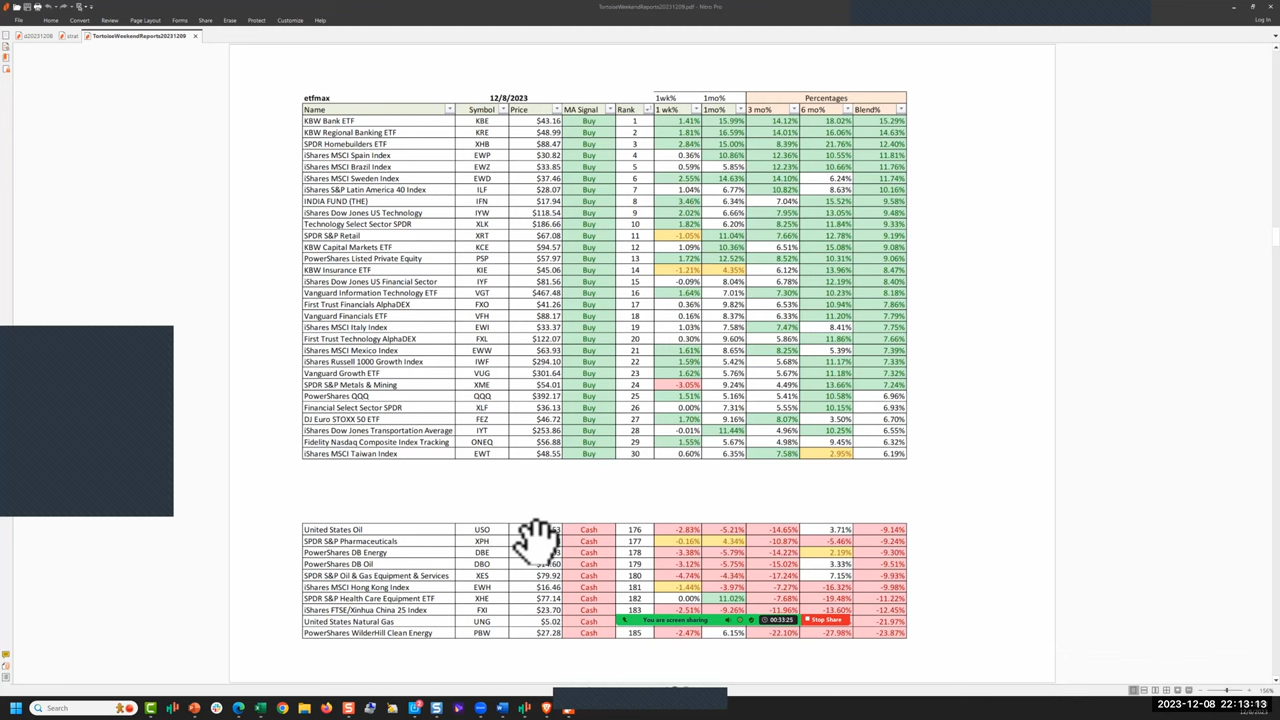 TortoiseWeekendReports20231209.pdf - Nitro Pro
File Home Convert Review Page Layout Forms Share Erase Protect Customize Help Log In
d20231208 strat TortoiseWeekendReports20231209
etfmax 12/8/2023 1wk% 1mo% Percentages
Name Symbol Price MA Signal Rank 1 wk% 1mo% 3 mo% 6 mo% Blend%
KBW Bank ETF KBE $43.16 Buy 1 1.41% 15.99% 14.12% 18.02% 15.29%
KBW Regional Banking ETF KRE $48.99 Buy 2 1.81% 16.59% 14.01% 16.06% 14.63%
SPDR Homebuilders ETF XHB $88.47 Buy 3 2.84% 15.00% 8.39% 21.76% 12.40%
iShares MSCI Spain Index EWP $30.82 Buy 4 0.36% 10.86% 12.36% 10.55% 11.81%
iShares MSCI Brazil Index EWZ $33.85 Buy 5 0.59% 5.85% 12.23% 10.66% 11.76%
iShares MSCI Sweden Index EWD $37.46 Buy 6 2.55% 14.63% 14.10% 6.24% 11.74%
iShares S&P Latin America 40 Index ILF $28.07 Buy 7 1.04% 6.77% 10.82% 8.63% 10.16%
INDIA FUND (THE) IFN $17.94 Buy 8 3.46% 6.34% 7.04% 15.52% 9.58%
iShares Dow Jones US Technology IYW $118.54 Buy 9 2.02% 6.66% 7.95% 13.05% 9.48%
Technology Select Sector SPDR XLK $186.66 Buy 10 1.82% 6.20% 8.25% 11.84% 9.33%
SPDR S&P Retail XRT $67.08 Buy 11 -1.05% 11.04% 7.66% 12.78% 9.19%
KBW Capital Markets ETF KCE $94.57 Buy 12 1.09% 10.36% 6.51% 15.08% 9.08%
PowerShares Listed Private Equity PSP $57.97 Buy 13 1.72% 12.52% 8.52% 10.31% 9.06%
KBW Insurance ETF KIE $45.06 Buy 14 -1.21% 4.35% 6.12% 13.96% 8.47%
iShares Dow Jones US Financial Sector IYF $81.56 Buy 15 -0.09% 8.04% 6.78% 12.19% 8.40%
Vanguard Information Technology ETF VGT $467.48 Buy 16 1.64% 7.01% 7.30% 10.23% 8.18%
First Trust Financials AlphaDEX FXO $41.26 Buy 17 0.36% 10.60% 6.53% 10.94% 7.86%
Vanguard Financials ETF VFH $88.17 Buy 18 0.16% 8.37% 6.33% 11.20% 7.79%
iShares MSCI Italy Index EWI $33.37 Buy 19 1.03% 7.58% 7.47% 8.41% 7.75%
First Trust Technology AlphaDEX FXL $122.07 Buy 20 0.30% 9.60% 5.86% 11.86% 7.66%
iShares MSCI Mexico Index EWW $63.93 Buy 21 1.61% 8.65% 8.25% 5.39% 7.39%
iShares Russell 1000 Growth Index IWF $294.10 Buy 22 1.59% 5.42% 5.68% 11.17% 7.33%
Vanguard Growth ETF VUG $301.64 Buy 23 1.62% 5.76% 5.67% 11.18% 7.32%
SPDR S&P Metals & Mining XME $54.01 Buy 24 -3.05% 9.24% 4.49% 13.66% 7.24%
PowerShares QQQ QQQ $392.17 Buy 25 1.51% 5.16% 5.41% 10.58% 6.96%
Financial Select Sector SPDR XLF $36.13 Buy 26 0.00% 7.31% 5.55% 10.15% 6.93%
DJ Euro STOXX 50 ETF FEZ $46.72 Buy 27 1.70% 9.16% 8.07% 3.50% 6.70%
iShares Dow Jones Transportation Average IYT $253.86 Buy 28 -0.01% 11.44% 4.96% 10.25% 6.55%
Fidelity Nasdaq Composite Index Tracking ONEQ $56.88 Buy 29 1.55% 5.67% 4.98% 9.45% 6.32%
iShares MSCI Taiwan Index EWT $48.55 Buy 30 0.60% 6.35% 7.58% 2.95% 6.19%
United States Oil USO Cash 176 -2.83% -5.21% -14.65% 3.71% -9.14%
SPDR S&P Pharmaceuticals XPH Cash 177 -0.16% 4.34% -10.87% -5.46% -9.24%
PowerShares DB Energy DBE Cash 178 -3.38% -5.79% -14.22% 2.19% -9.30%
PowerShares DB Oil DBO Cash 179 -3.12% -5.75% -15.02% 3.33% -9.51%
SPDR S&P Oil & Gas Equipment & Services XES $79.92 Cash 180 -4.74% -4.34% -17.24% 7.15% -9.93%
iShares MSCI Hong Kong Index EWH $16.46 Cash 181 -1.44% -3.97% -7.27% -16.32% -9.98%
SPDR S&P Health Care Equipment ETF XHE $77.14 Cash 182 0.00% 11.02% -7.68% -19.48% -11.22%
iShares FTSE/Xinhua China 25 Index FXI $23.70 Cash 183 -2.51% -9.26% -11.96% -13.60% -12.45%
United States Natural Gas UNG $5.02 Cash -21.97%
You are screen sharing 00:33:25 Stop Share
PowerShares WilderHill Clean Energy PBW $27.28 Cash 185 -2.47% 6.15% -22.10% -27.98% -23.87%
156%
Search
2023-12-08 22:13:13